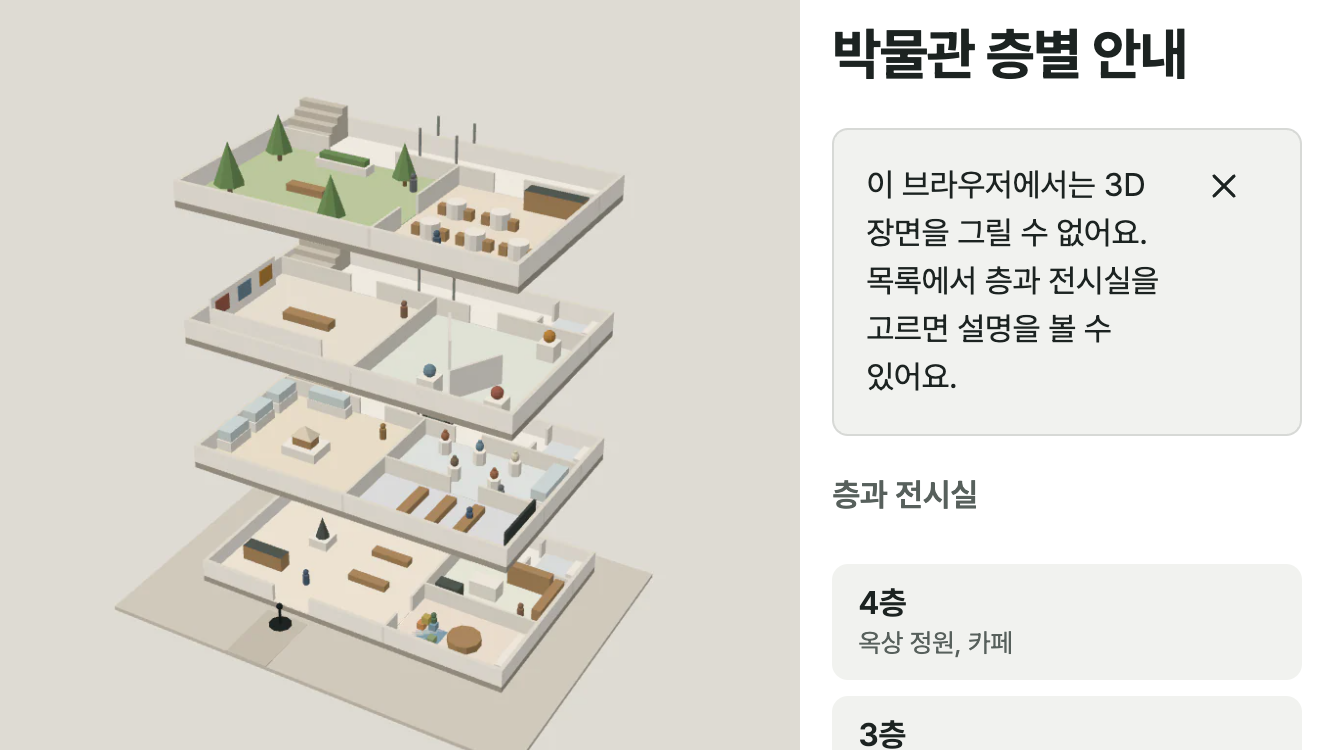 박물관 층별 안내
이 브라우저에서는 3D
장면을 그릴 수 없어요.
목록에서 층과 전시실을
고르면 설명을 볼 수
있어요.
층과 전시실
4층
옥상 정원, 카페
3층